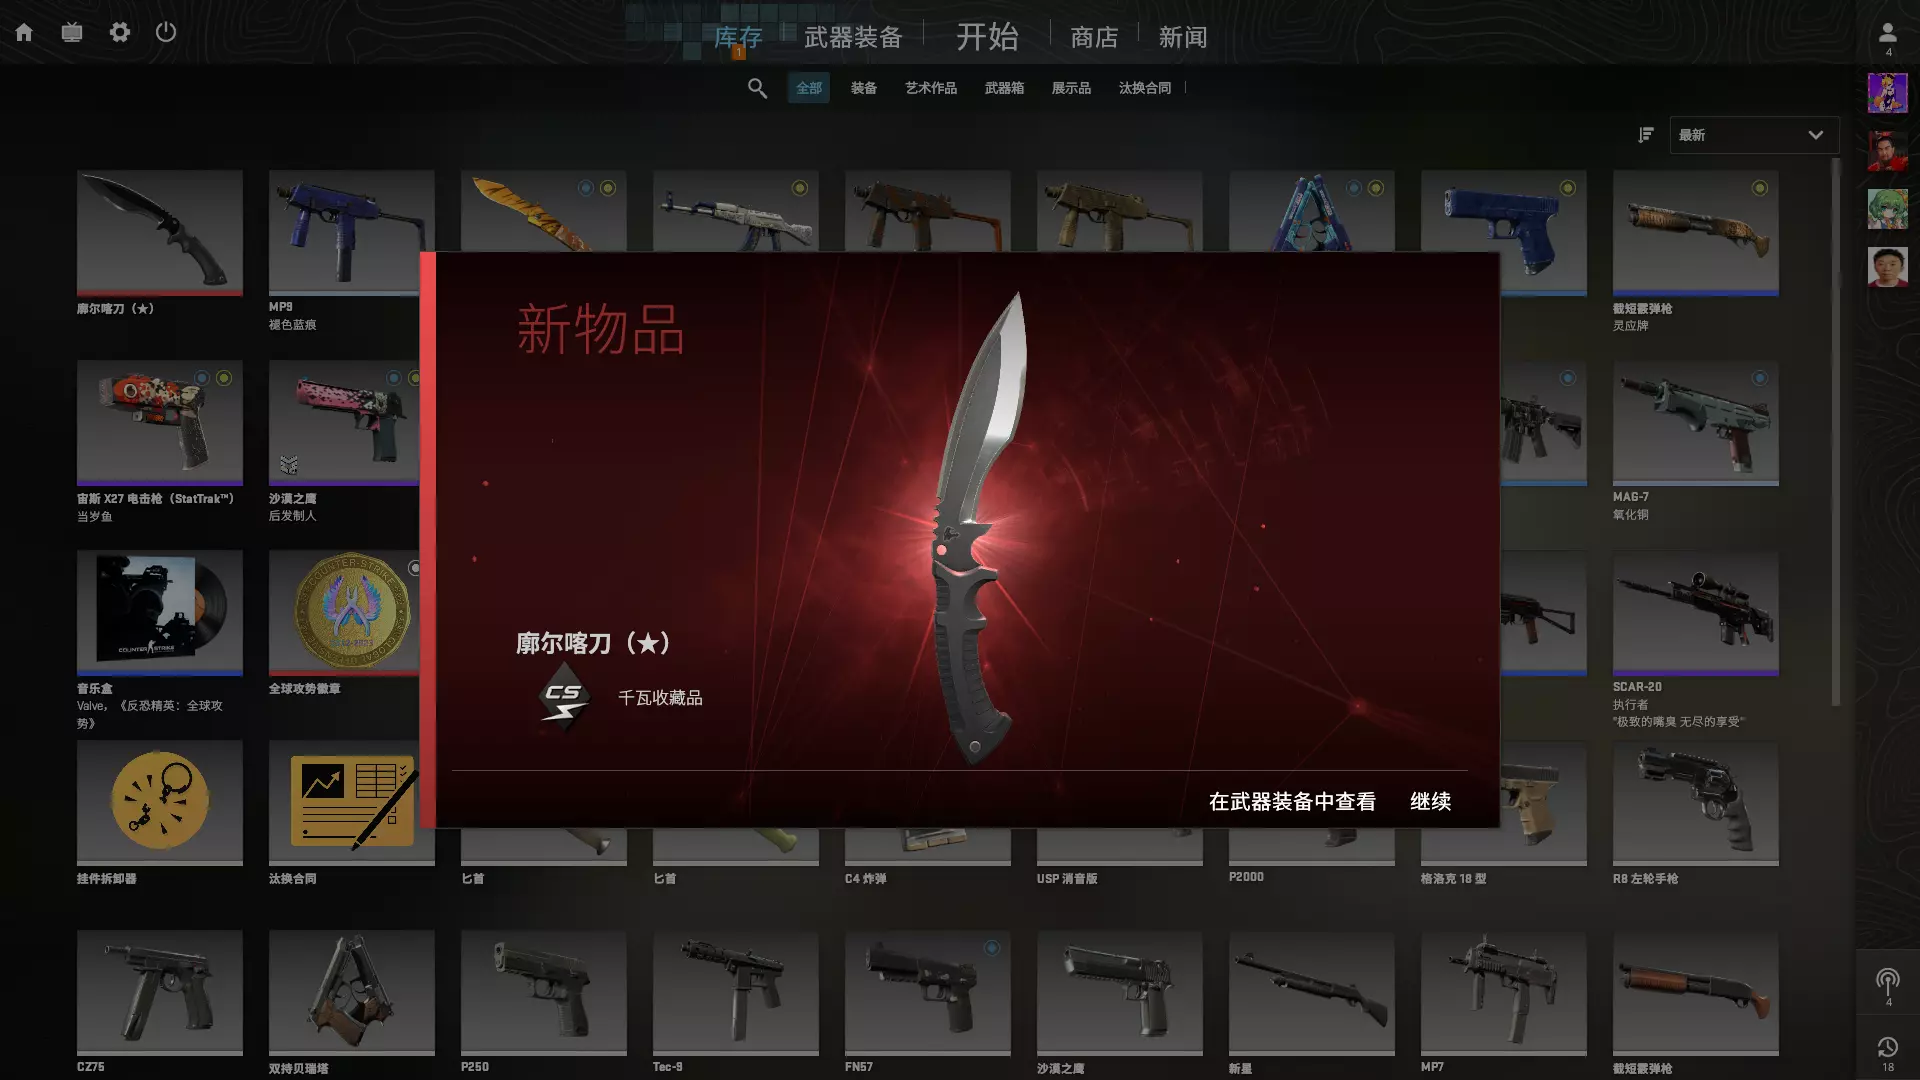 库存
1
武器装备
开始
商店
新闻
4
全部
装备
艺术作品
武器箱
展示品
汰换合同
最新
廓尔喀刀（★）
MP9
褪色蓝痕
截短霰弹枪
灵应牌
新物品
宙斯 X27 电击枪（StatTrak™）
当岁鱼
沙漠之鹰
后发制人
MAG-7
氧化铜
廓尔喀刀（★）
CS
千瓦收藏品
COUNTER STRIKE
音乐盒
Valve，《反恐精英：全球攻势》
全球攻势徽章
SCAR-20
执行者
"极致的嘴臭 无尽的享受"
在武器装备中查看
继续
挂件拆卸器
汰换合同
匕首
匕首
C4 炸弹
USP 消音版
P2000
格洛克 18 型
R8 左轮手枪
4
CZ75
双持贝瑞塔
P250
Tec-9
FN57
沙漠之鹰
新星
MP7
截短霰弹枪
18